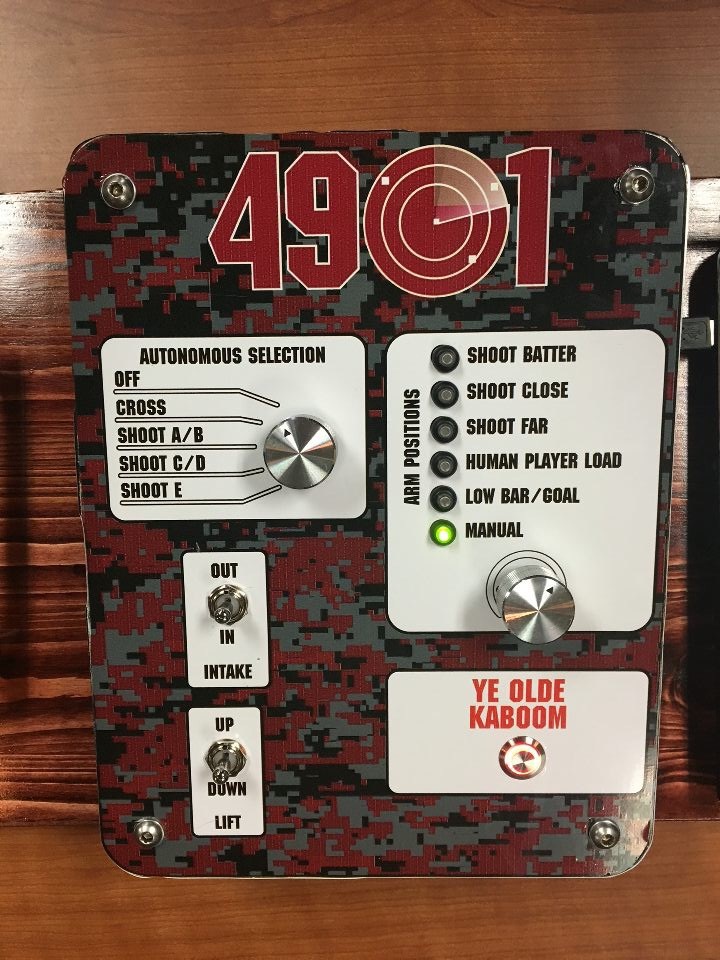 4901
AUTONOMOUS SELECTION
OFF
CROSS
SHOOT A/B
SHOOT C/D
SHOOT E
ARM POSITIONS
SHOOT BATTER
SHOOT CLOSE
SHOOT FAR
HUMAN PLAYER LOAD
LOW BAR/GOAL
MANUAL
OUT
IN
INTAKE
UP
DOWN
LIFT
YE OLDE
KABOOM